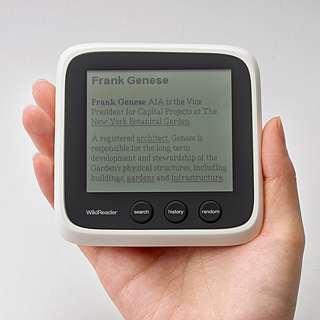 Frank Genese
Frank Genese AIA is the Vice
President for Capital Projects at The
New York Botanical Garden.
A registered architect, Genese is
responsible for the long term
development and stewardship of the
Garden's physical structures, including
buildings, gardens and infrastructure.
WikiReader search history random